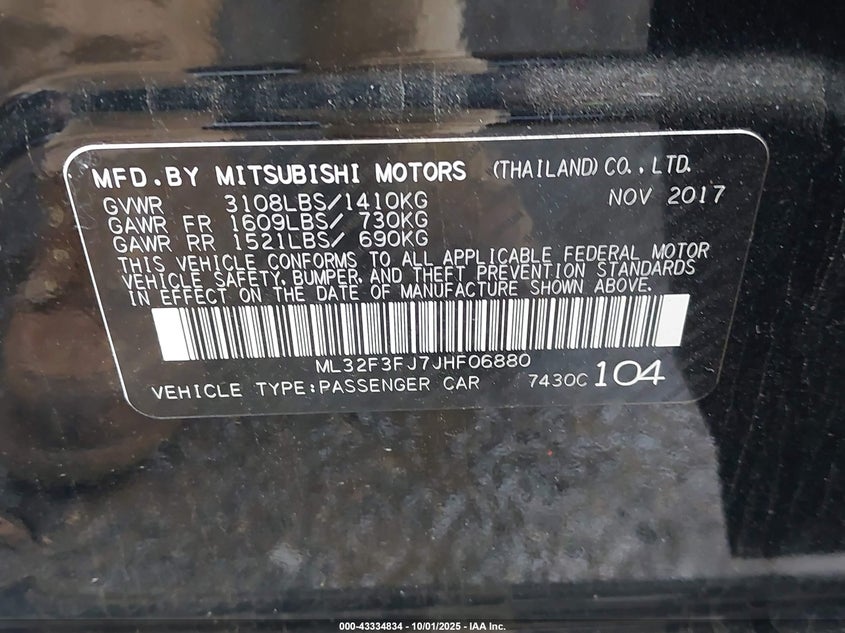 MFD.BY MITSUBISHI MOTORS (THAILAND) CO., LTD.
GVWR 3108LBS/1410KG NOV 2017
GAWR FR 1609LBS/ 730KG
GAWR RR 1521LBS/ 690KG
THIS VEHICLE CONFORMS TO ALL APPLICABLE FEDERAL MOTOR
VEHICLE SAFETY, BUMPER, AND THEFT PREVENTION STANDARDS
IN EFFECT ON THE DATE OF MANUFACTURE SHOWN ABOVE.
ML32F3FJ7JHF06880
VEHICLE TYPE:PASSENGER CAR 7430C 104
000-43334834 - 10/01/2025 - IAA Inc.